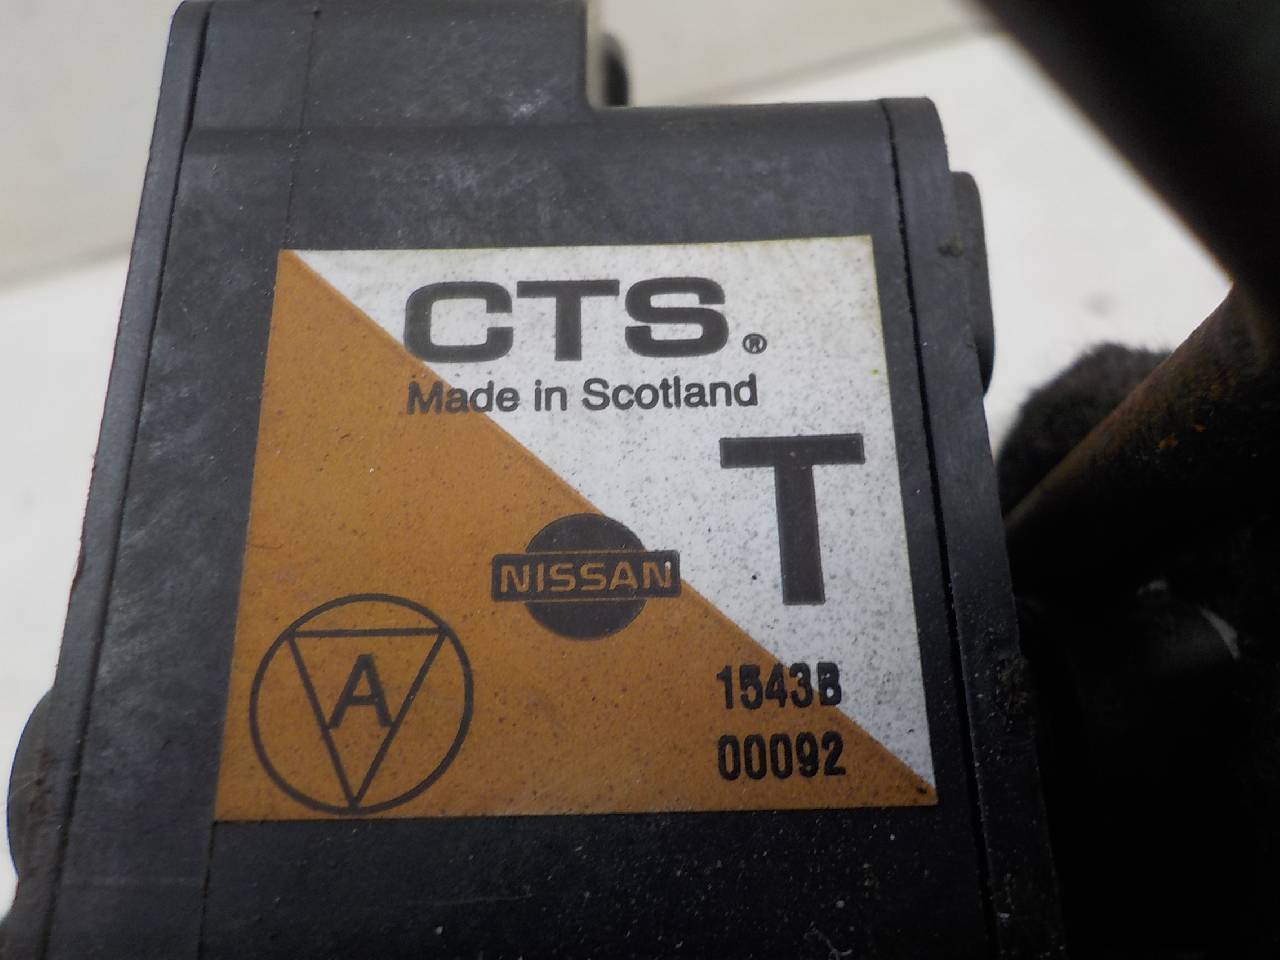 CTS®
Made in Scotland
T
NISSAN
A
1543B
00092